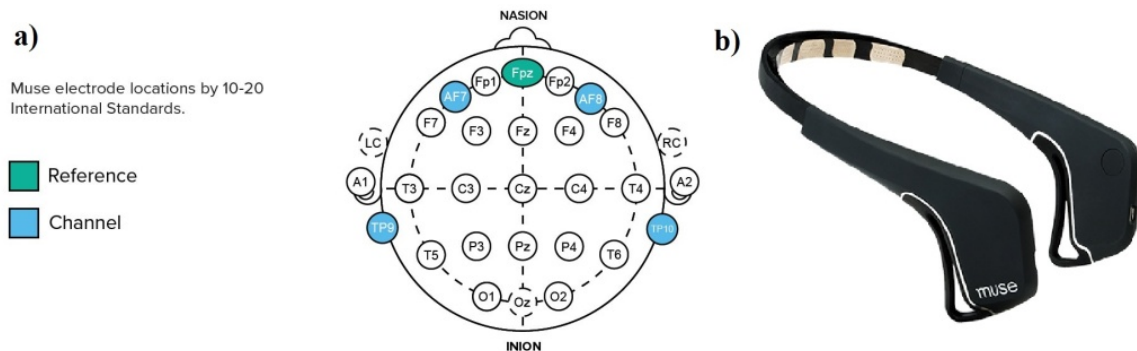 a)
Muse electrode locations by 10-20
International Standards.
Reference
Channel
NASION
Fp1 Fpz Fp2
AF7 AF8
F7 F3 Fz F4 F8
LC RC
A1 T3 C3 Cz C4 T4 A2
TP9 TP10
T5 P3 Pz P4 T6
O1 Oz O2
INION
b)
muse